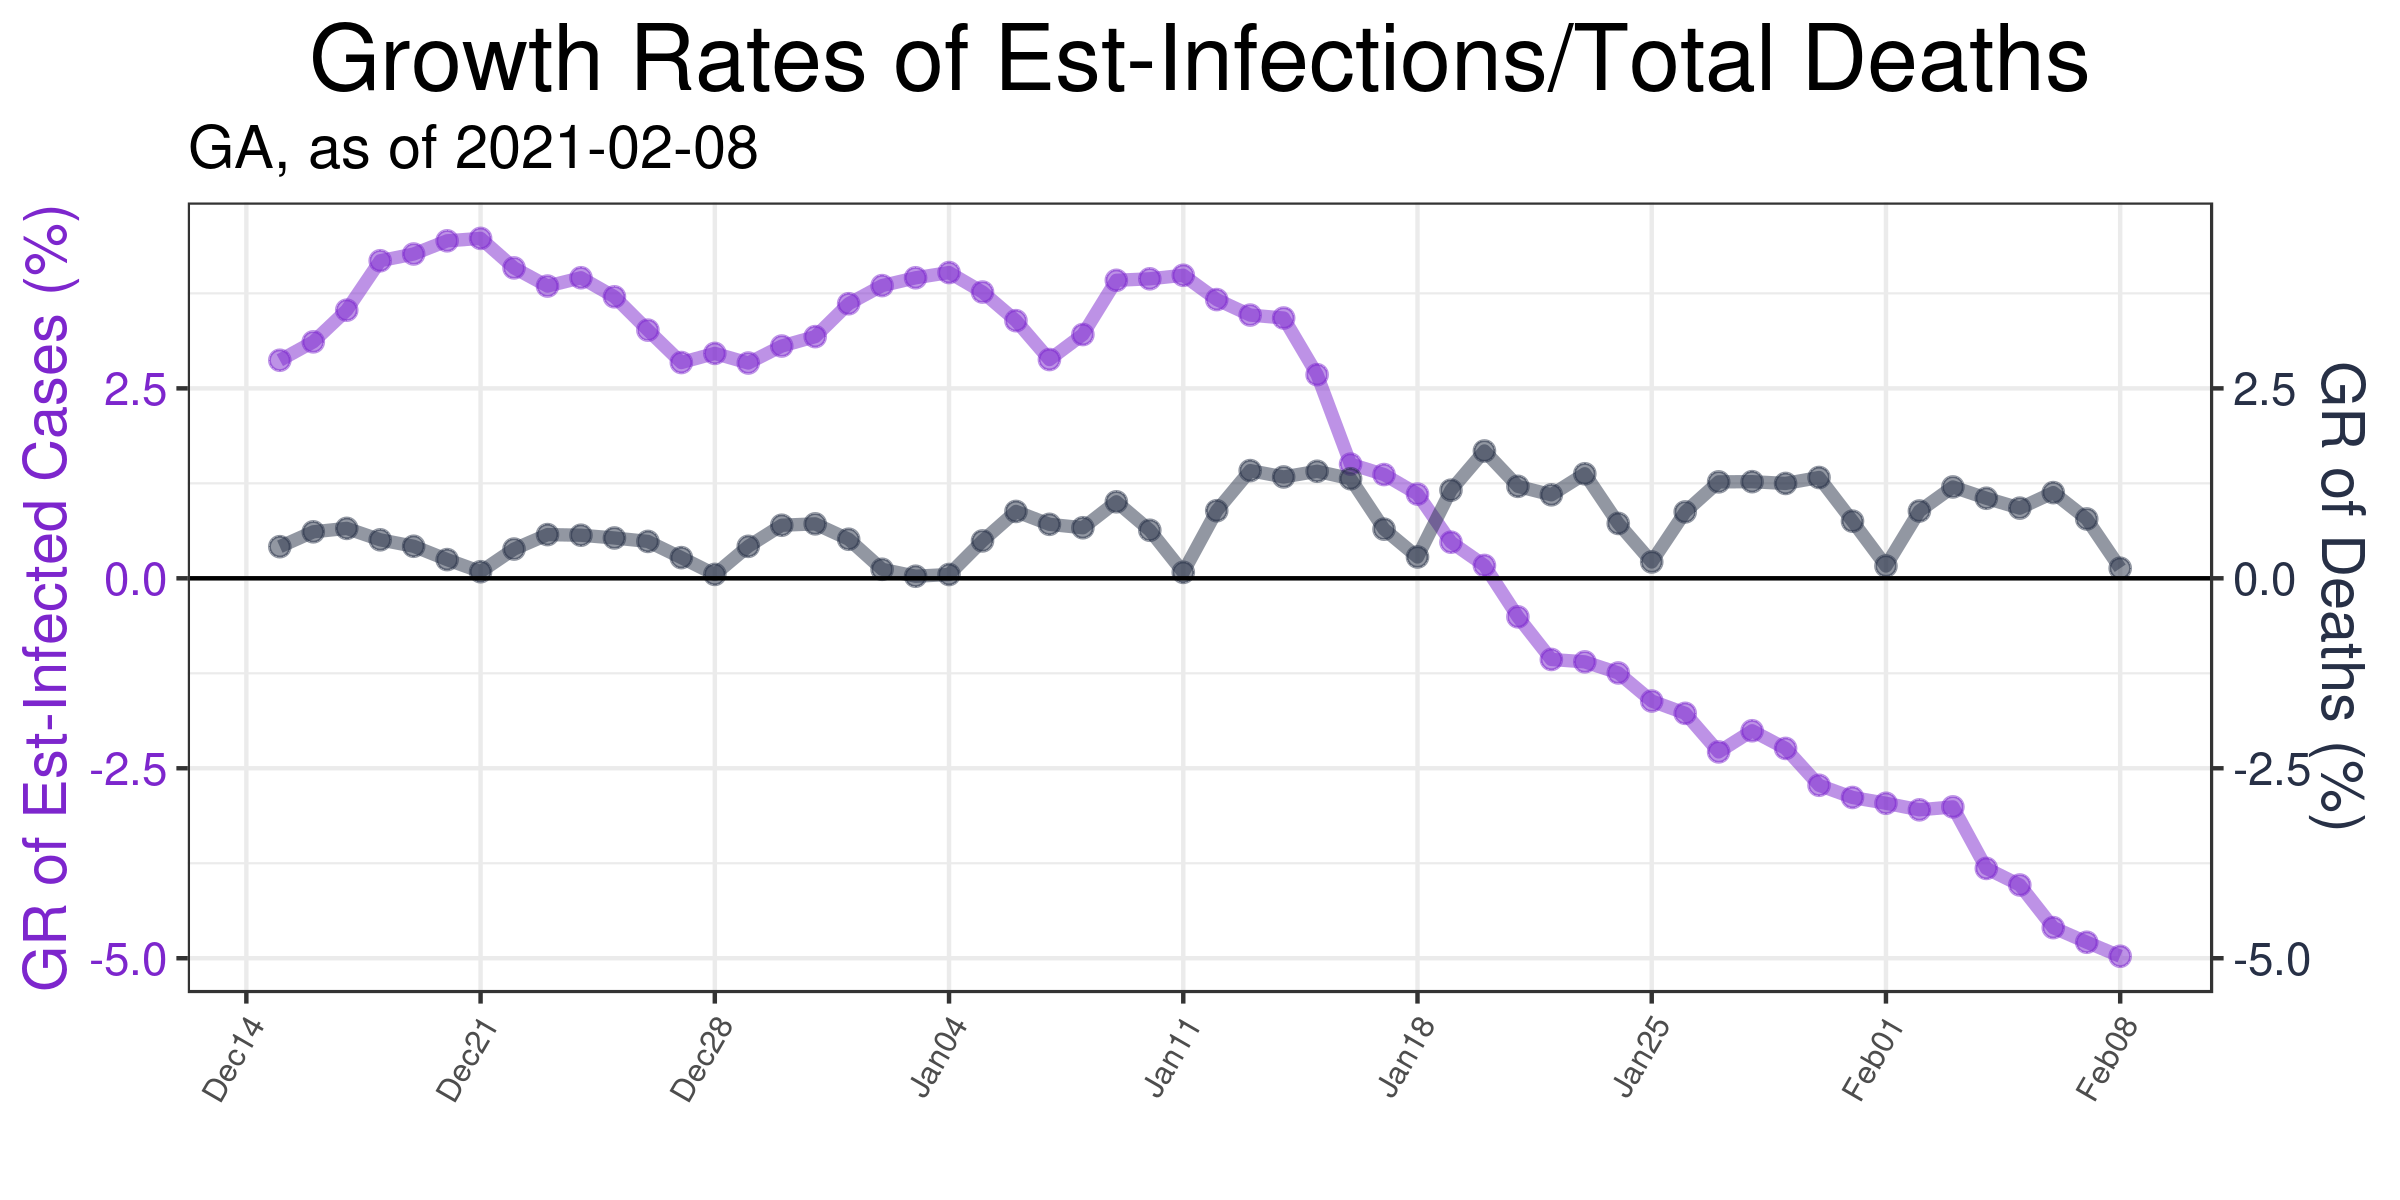 Growth Rates of Est-Infections/Total Deaths
GA, as of 2021-02-08
GR of Est-Infected Cases (%)
2.5
0.0
-2.5
-5.0
2.5
0.0
-2.5
-5.0
GR of Deaths (%)
Dec14
Dec21
Dec28
Jan04
Jan11
Jan18
Jan25
Feb01
Feb08